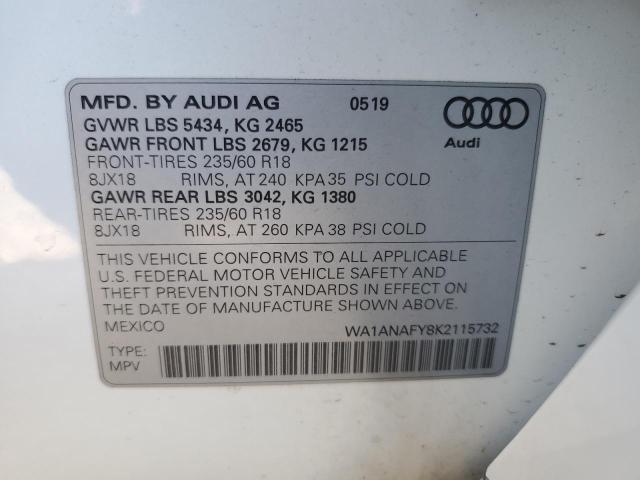 MFD. BY AUDI AG 0519
GVWR LBS 5434, KG 2465
GAWR FRONT LBS 2679, KG 1215
Audi
FRONT-TIRES 235/60 R18
8JX18 RIMS, AT 240 KPA 35 PSI COLD
GAWR REAR LBS 3042, KG 1380
REAR-TIRES 235/60 R18
8JX18 RIMS, AT 260 KPA 38 PSI COLD
THIS VEHICLE CONFORMS TO ALL APPLICABLE
U.S. FEDERAL MOTOR VEHICLE SAFETY AND
THEFT PREVENTION STANDARDS IN EFFECT ON
THE DATE OF MANUFACTURE SHOWN ABOVE.
MEXICO WA1ANAFY8K2115732
TYPE:
MPV